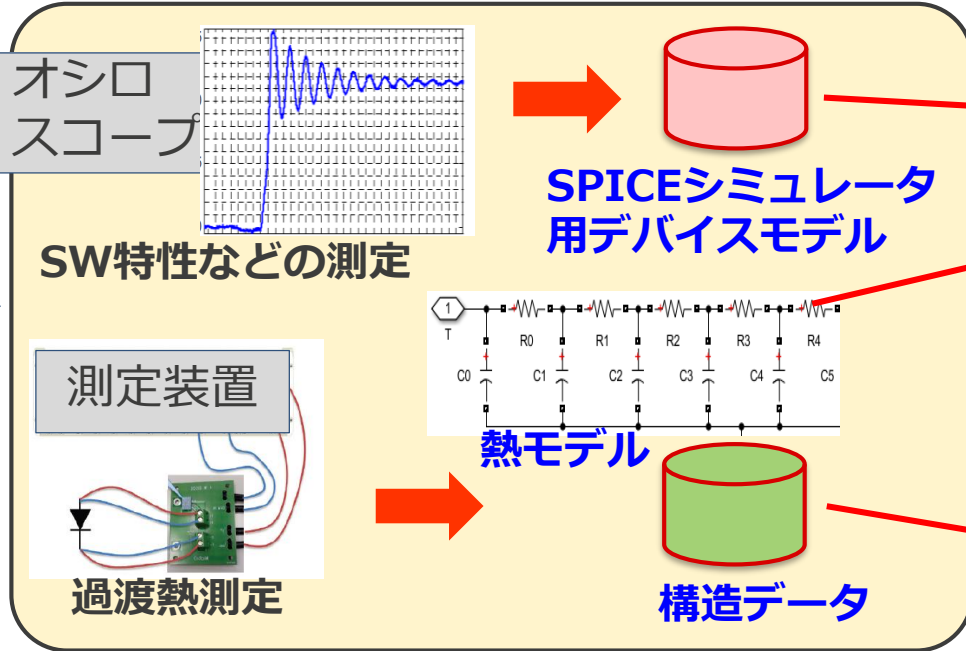 オシロ
スコープ
SW特性などの測定
SPICEシミュレータ
用デバイスモデル
1
T
R0
R1
R2
R3
R4
C0
C1
C2
C3
C4
C5
熱モデル
測定装置
過渡熱測定
構造データ